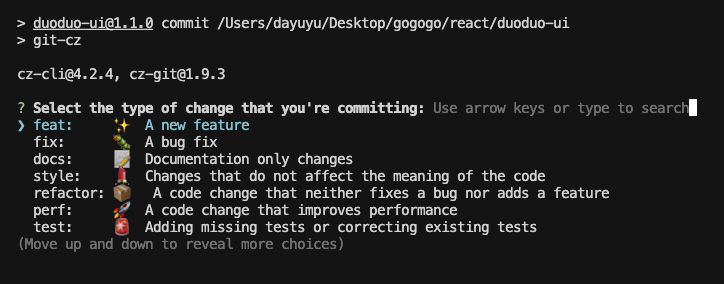 > duoduo-ui@1.1.0 commit /Users/dayuyu/Desktop/gogogo/react/duoduo-ui
> git-cz
cz-cli@4.2.4, cz-git@1.9.3
? Select the type of change that you're committing: Use arrow keys or type to search
❯ feat: ✨ A new feature
fix: 🐛 A bug fix
docs: 📝 Documentation only changes
style: 💄 Changes that do not affect the meaning of the code
refactor: 📦 A code change that neither fixes a bug nor adds a feature
perf: 🚀 A code change that improves performance
test: 🚨 Adding missing tests or correcting existing tests
(Move up and down to reveal more choices)